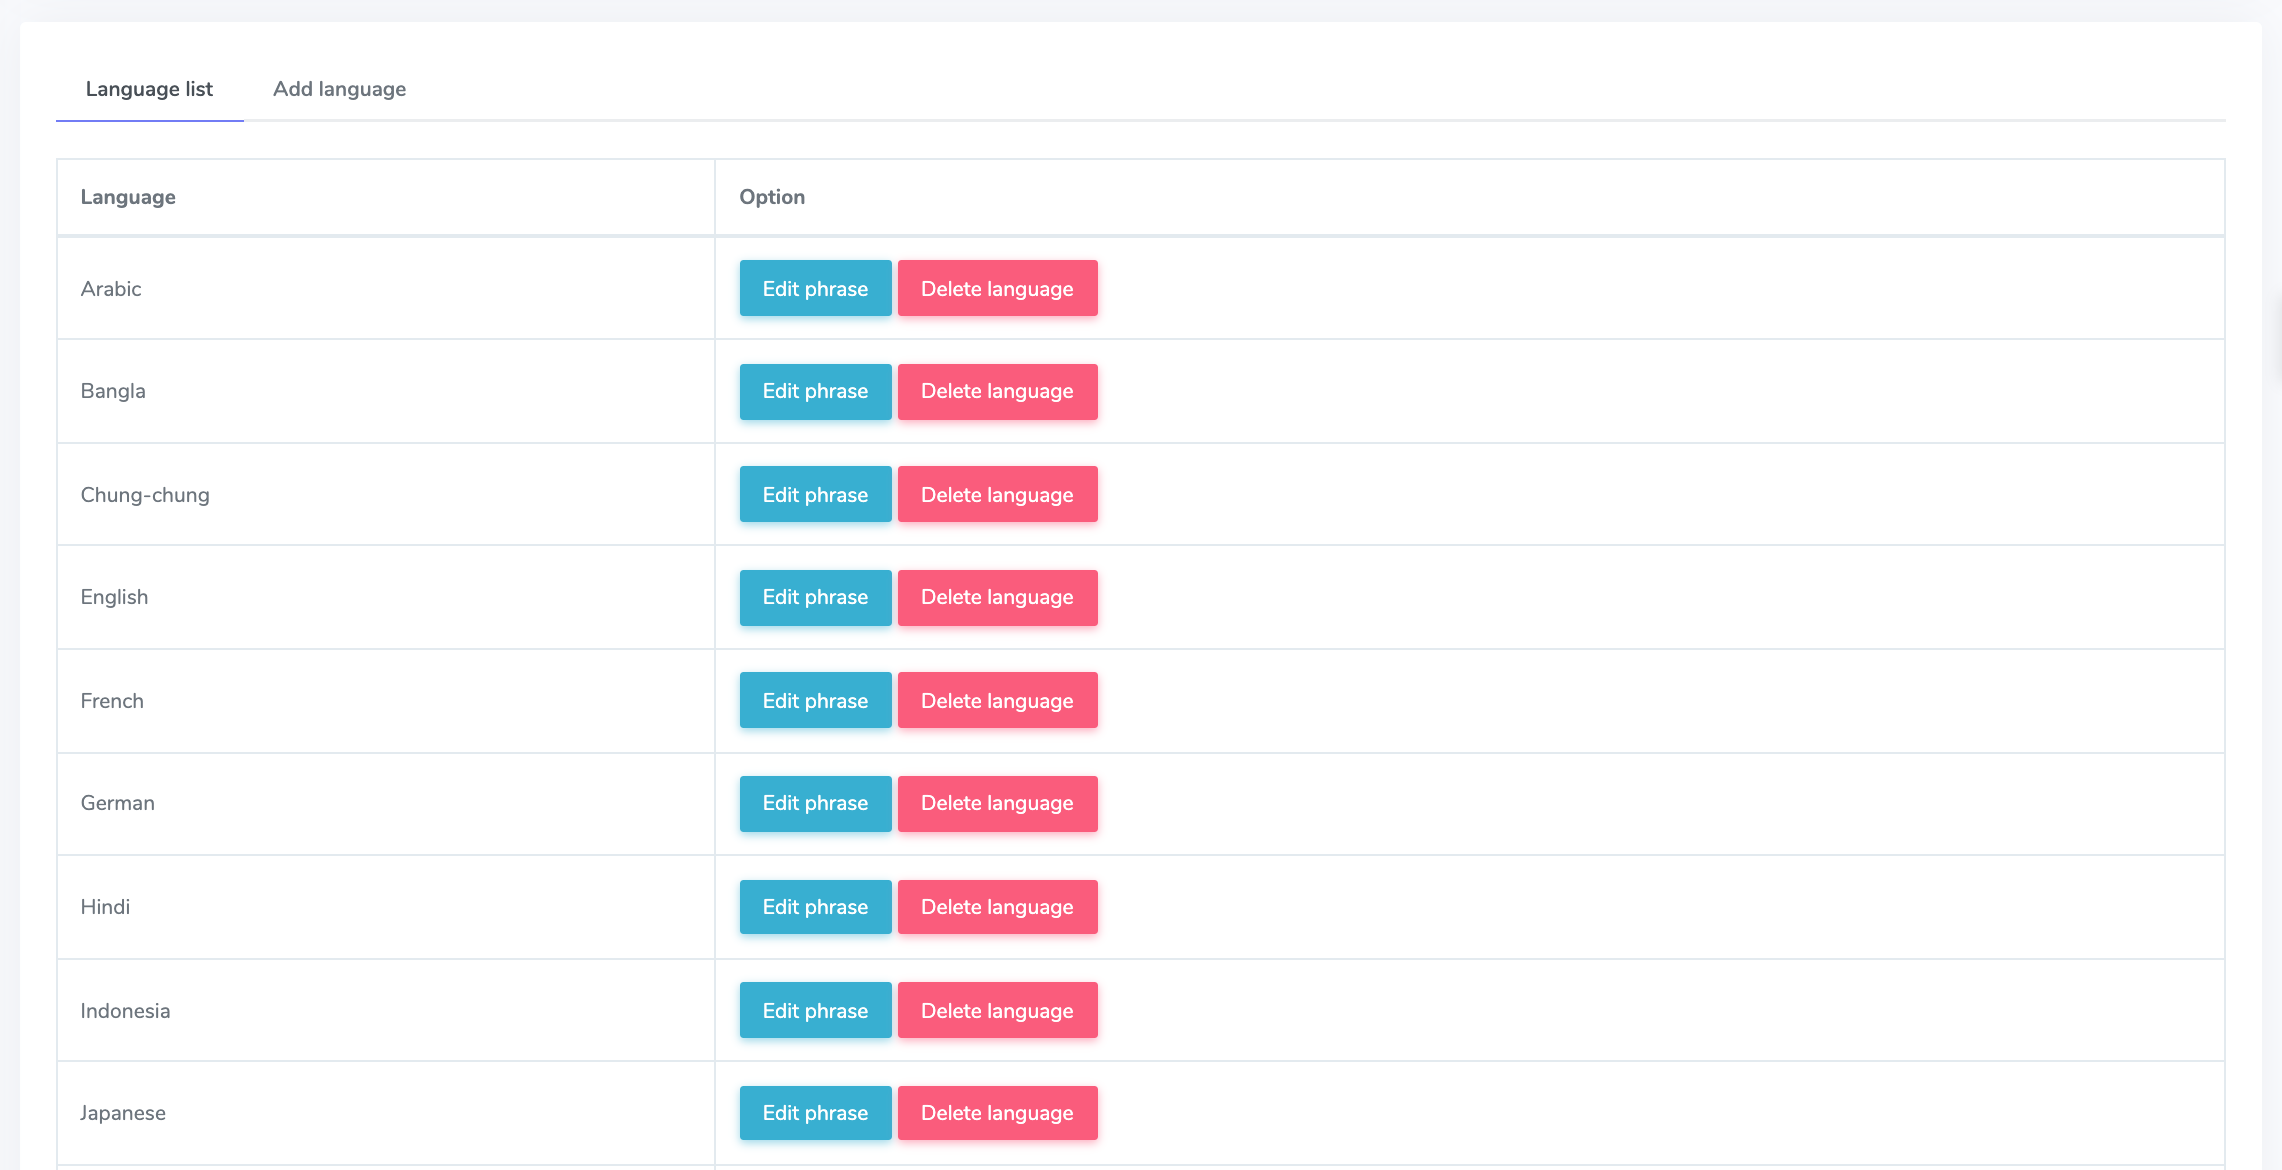 Language list Add language
Language Option
Arabic Edit phrase Delete language
Bangla Edit phrase Delete language
Chung-chung Edit phrase Delete language
English Edit phrase Delete language
French Edit phrase Delete language
German Edit phrase Delete language
Hindi Edit phrase Delete language
Indonesia Edit phrase Delete language
Japanese Edit phrase Delete language